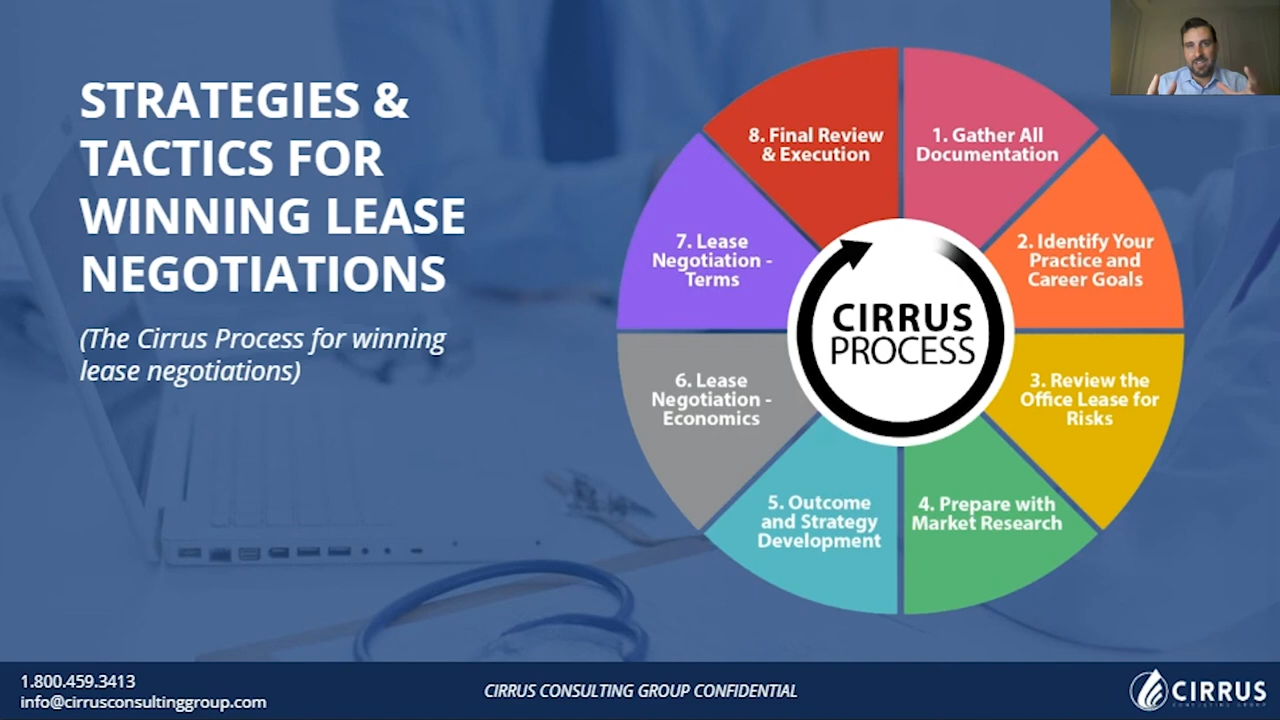 STRATEGIES &
TACTICS FOR
WINNING LEASE
NEGOTIATIONS
(The Cirrus Process for winning
lease negotiations)
1. Gather All
Documentation
2. Identify Your
Practice and
Career Goals
3. Review the
Office Lease for
Risks
4. Prepare with
Market Research
5. Outcome
and Strategy
Development
6. Lease
Negotiation -
Economics
7. Lease
Negotiation -
Terms
8. Final Review
& Execution
CIRRUS
PROCESS
1.800.459.3413
info@cirrusconsultinggroup.com
CIRRUS CONSULTING GROUP CONFIDENTIAL
CIRRUS
CONSULTING GROUP